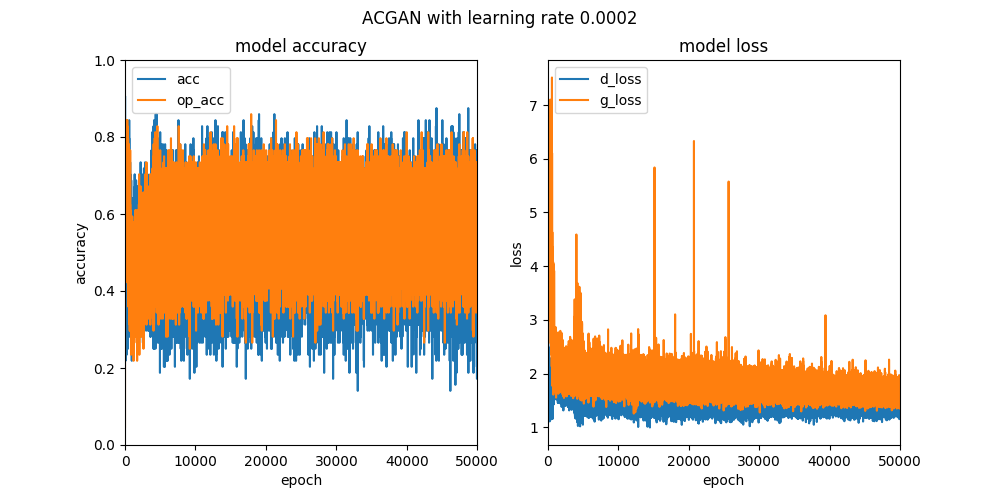 ACGAN with learning rate 0.0002
model accuracy
acc
op_acc
accuracy
1.0
0.8
0.6
0.4
0.2
0.0
0 10000 20000 30000 40000 50000
epoch
model loss
d_loss
g_loss
loss
7
6
5
4
3
2
1
0 10000 20000 30000 40000 50000
epoch